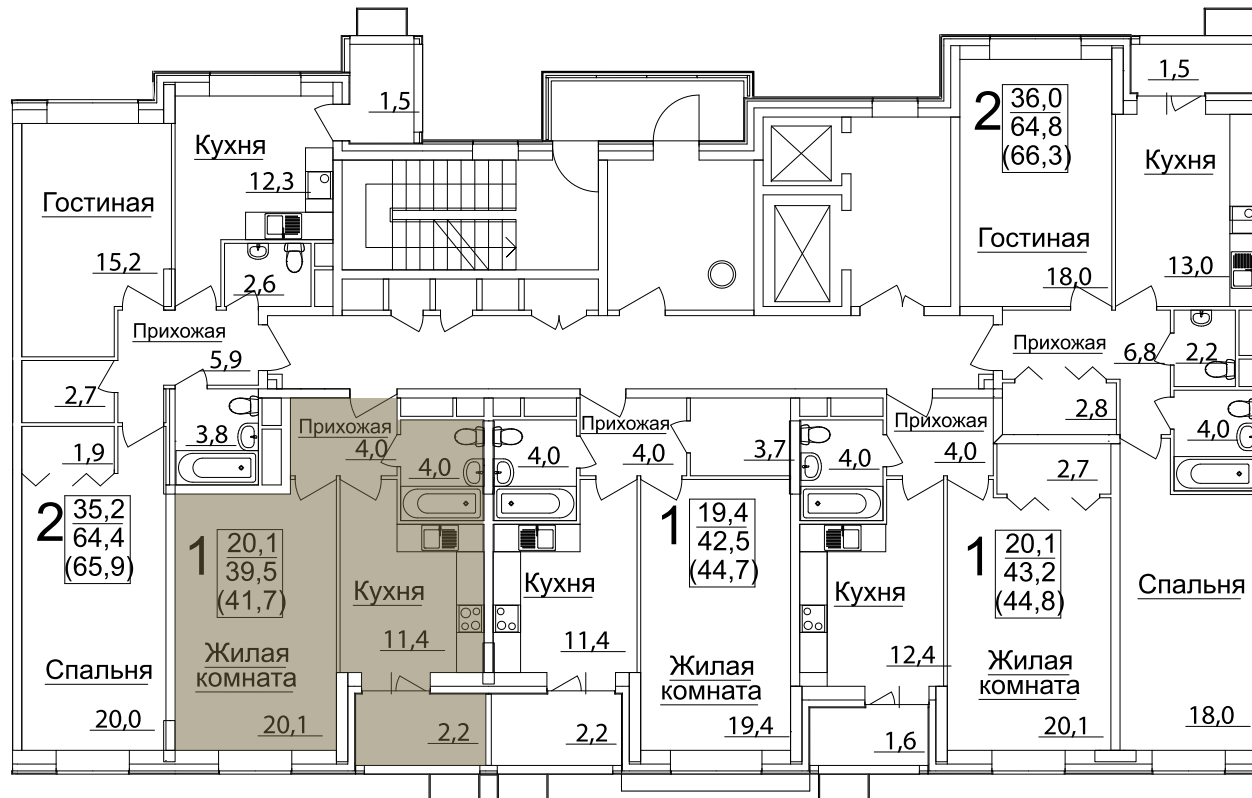 1,5
Кухня
12,3
Гостиная
15,2
2,6
Прихожая
5,9
2,7
3,8
1,9
2
35,2
64,4
(65,9)
Спальня
20,0
1
20,1
39,5
(41,7)
Жилая
комната
20,1
Прихожая
4,0
4,0
Кухня
11,4
2,2
4,0
Прихожая
4,0
3,7
Кухня
11,4
2,2
1
19,4
42,5
(44,7)
Жилая
комната
19,4
4,0
Прихожая
4,0
Кухня
12,4
1,6
1
20,1
43,2
(44,8)
Жилая
комната
20,1
2,7
2
36,0
64,8
(66,3)
Гостиная
18,0
1,5
Кухня
13,0
Прихожая
6,8
2,2
2,8
4,0
Спальня
18,0